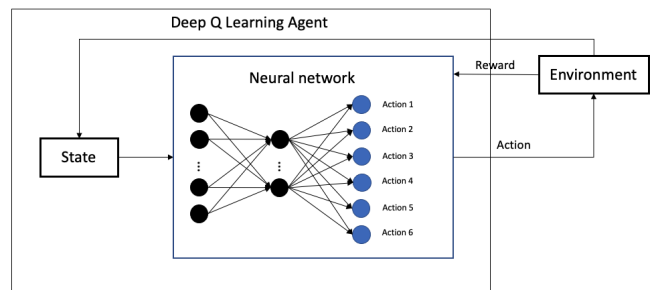 Deep Q Learning Agent
Reward
Environment
Neural network
Action 1
Action 2
Action 3
Action
State
Action 4
Action 5
Action 6